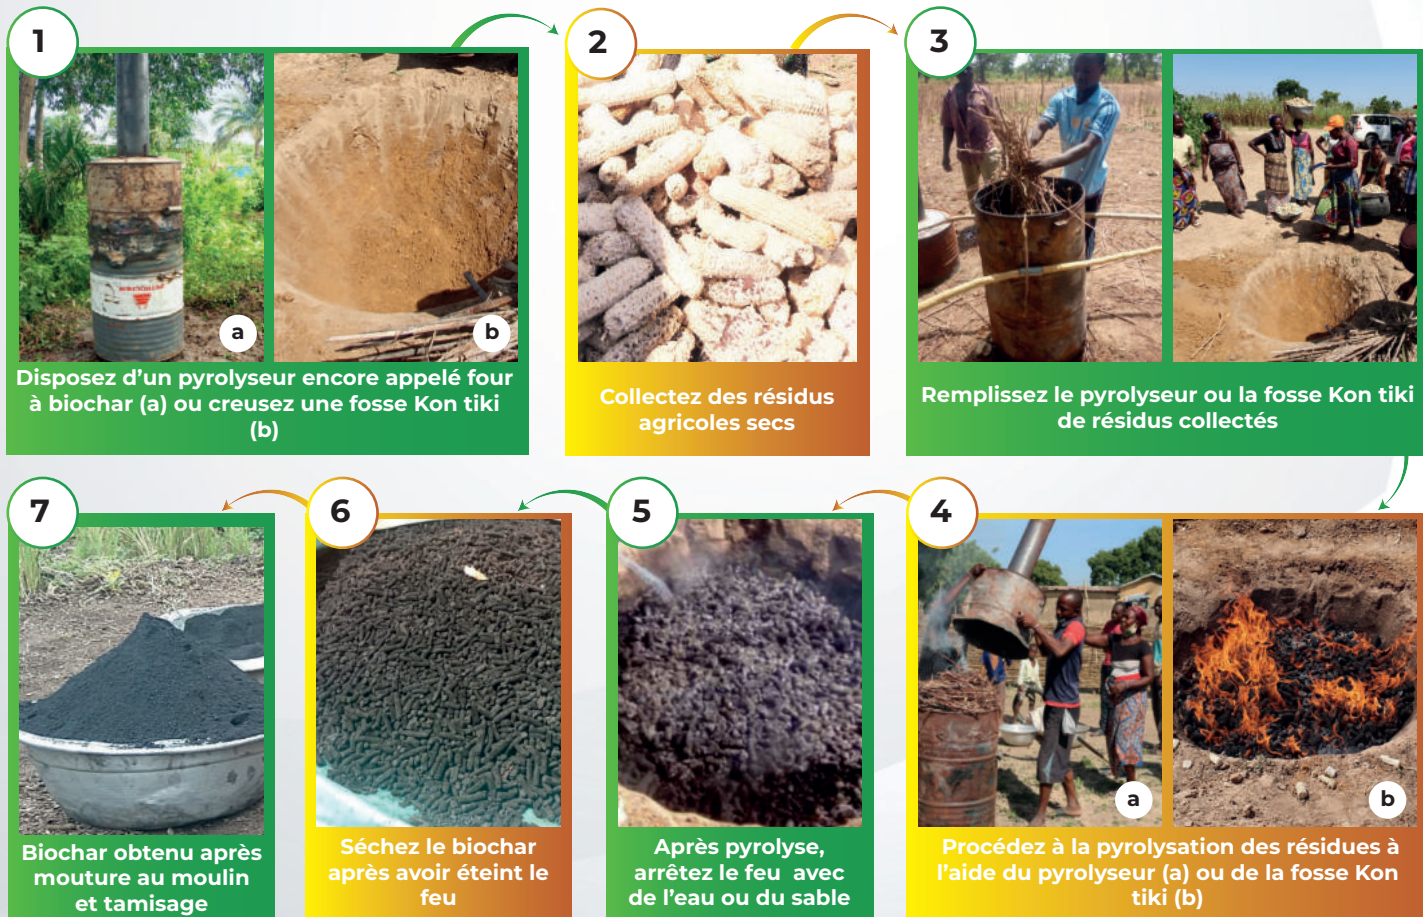 1
a
b
Disposez d’un pyrolyseur encore appelé four
à biochar (a) ou creusez une fosse Kon tiki
(b)
2
Collectez des résidus
agricoles secs
3
Remplissez le pyrolyseur ou la fosse Kon tiki
de résidus collectés
4
a
b
Procédez à la pyrolysation des résidues à
l’aide du pyrolyseur (a) ou de la fosse Kon
tiki (b)
5
Après pyrolyse,
arrêtez le feu avec
de l’eau ou du sable
6
Séchez le biochar
après avoir éteint le
feu
7
Biochar obtenu après
mouture au moulin
et tamisage